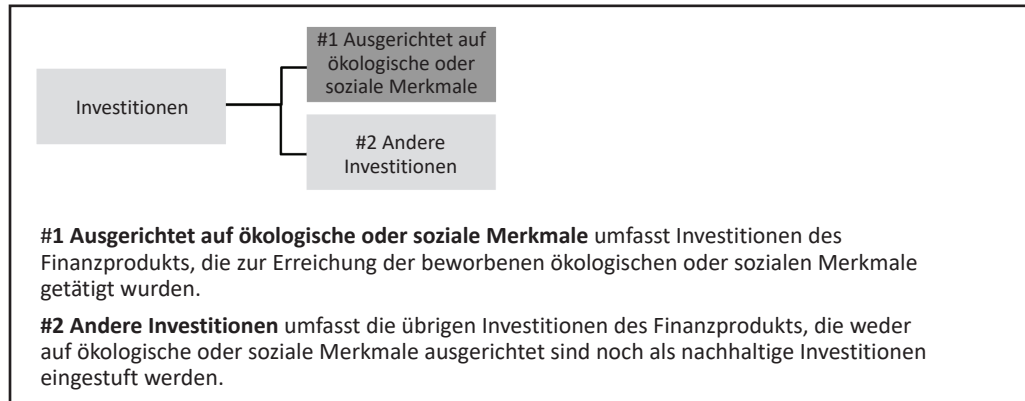 #1 Ausgerichtet auf
ökologische oder
soziale Merkmale
Investitionen
#2 Andere
Investitionen
#1 Ausgerichtet auf ökologische oder soziale Merkmale umfasst Investitionen des
Finanzprodukts, die zur Erreichung der beworbenen ökologischen oder sozialen Merkmale
getätigt wurden.
#2 Andere Investitionen umfasst die übrigen Investitionen des Finanzprodukts, die weder
auf ökologische oder soziale Merkmale ausgerichtet sind noch als nachhaltige Investitionen
eingestuft werden.